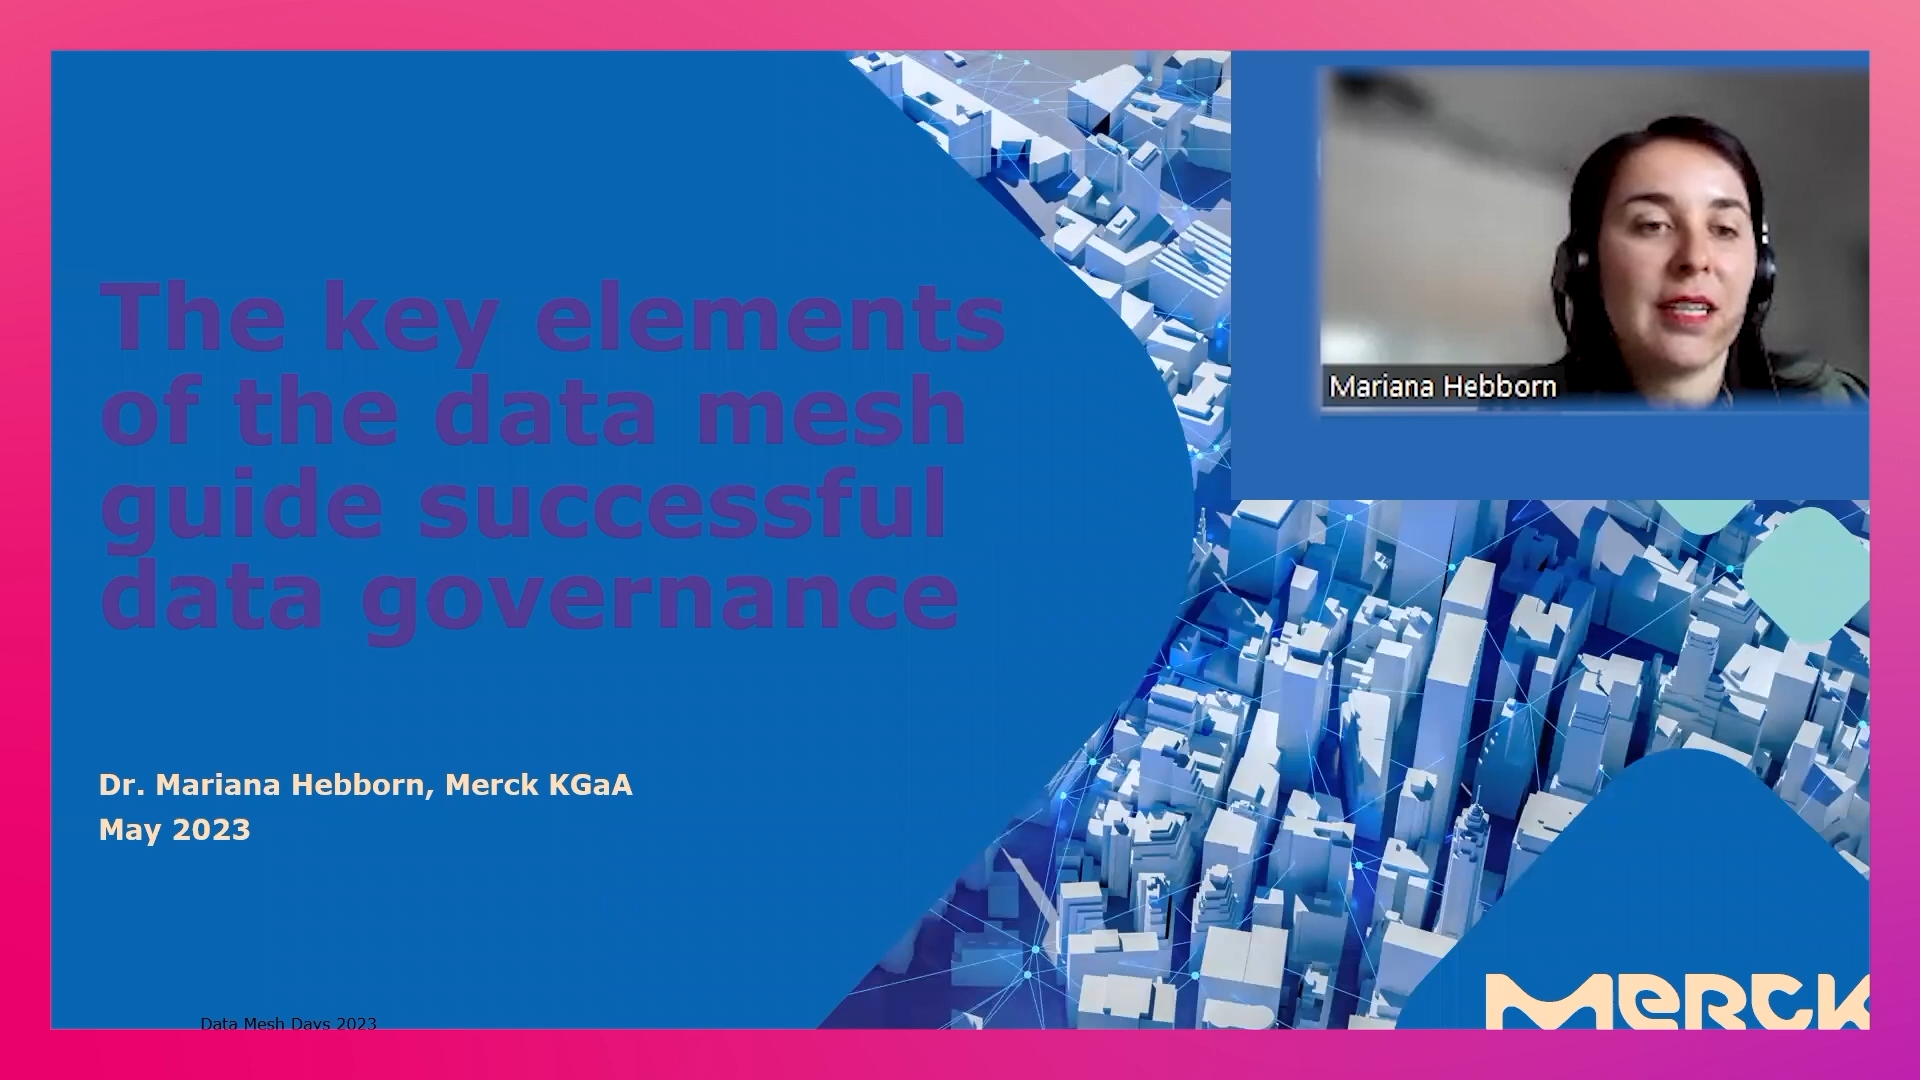 The key elements
of the data mesh
guide successful
data governance
Dr. Mariana Hebborn, Merck KGaA
May 2023
Data Mesh Days 2023
Mariana Hebborn
MERCK